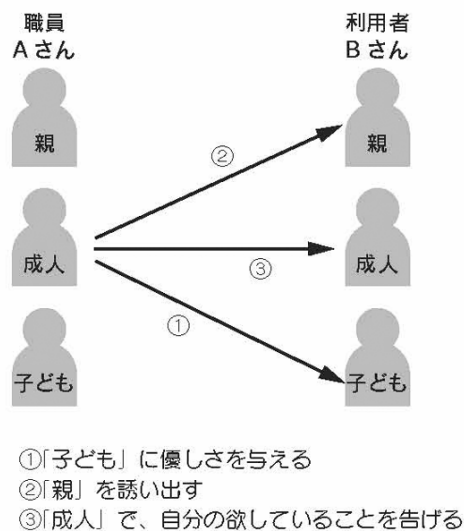 職員
Aさん
利用者
Bさん
親
親
②
成人
成人
③
①
子ども
子ども
①「子ども」に優しさを与える
②「親」を誘い出す
③「成人」で、自分の欲していることを告げる